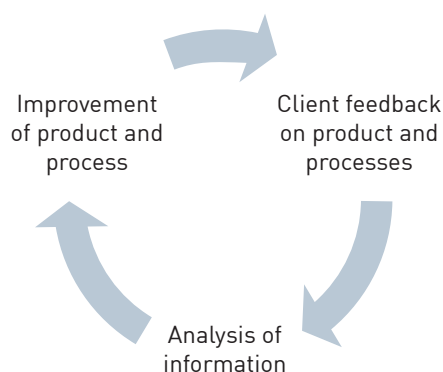 Improvement
of product and
process
Client feedback
on product and
processes
Analysis of
information